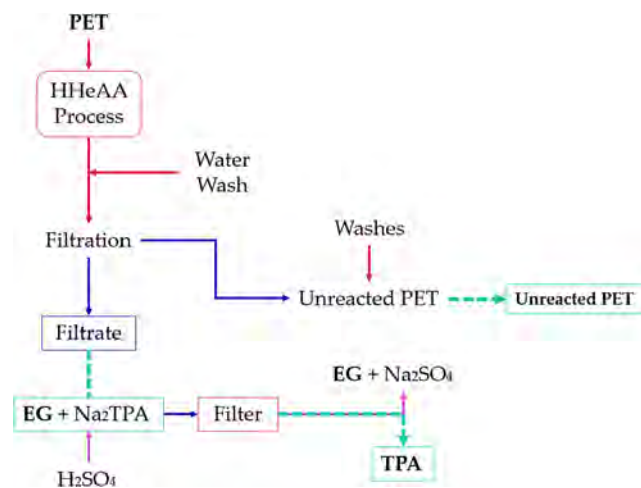 PET
HHeAA
Process
Water
Wash
Filtration
Washes
Unreacted PET
Unreacted PET
Filtrate
EG + Na₂SO₄
EG + Na₂TPA
Filter
TPA
H₂SO₄